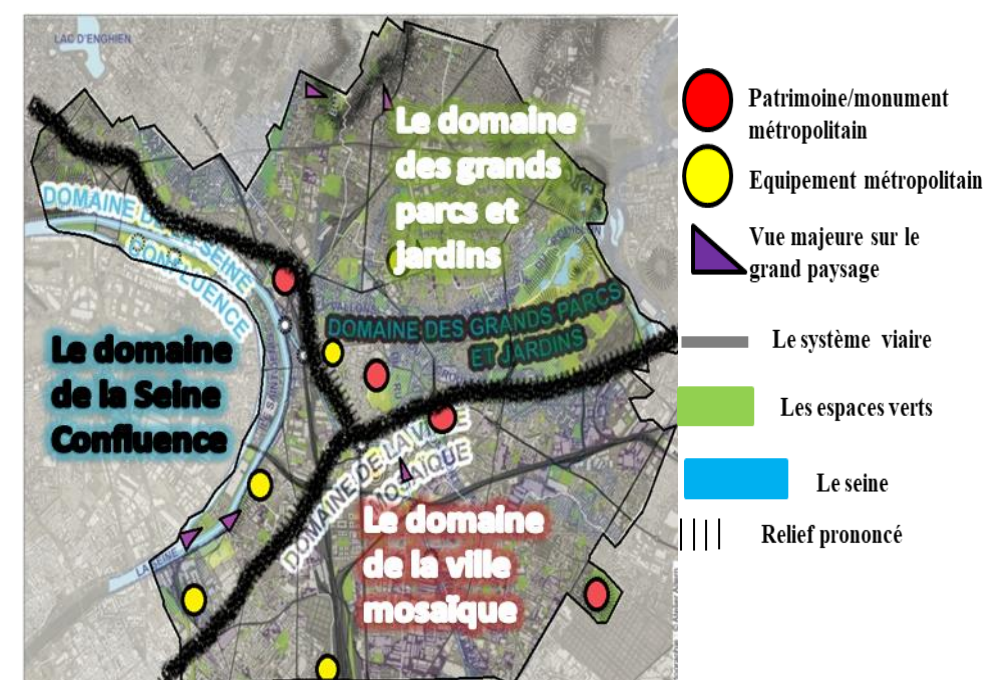 LAC D'ENGHIEN
Le domaine
des grands
parcs et
jardins
DOMAINE DE LA SEINE
CONFLUENCE
DOMAINE DES GRANDS PARCS
ET JARDINS
Le domaine
de la Seine
Confluence
DOMAINE DE LA VILLE
MOSAÏQUE
Le domaine
de la ville
mosaïque
LA SEINE
Patrimoine/monument
métropolitain
Equipement métropolitain
Vue majeure sur le
grand paysage
Le système viaire
Les espaces verts
Le seine
Relief prononcé